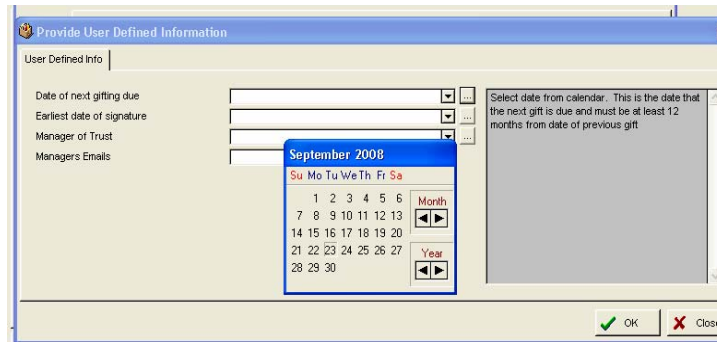 Provide User Defined Information
User Defined Info
Date of next gifting due
...
Select date from calendar. This is the date that
the next gift is due and must be at least 12
months from date of previous gift
Earliest date of signature
...
Manager of Trust
...
Managers Emails
September 2008
Su Mo Tu We Th Fr Sa
1 2 3 4 5 6
7 8 9 10 11 12 13
14 15 16 17 18 19 20
21 22 23 24 25 26 27
28 29 30
Month
Year
OK
Close